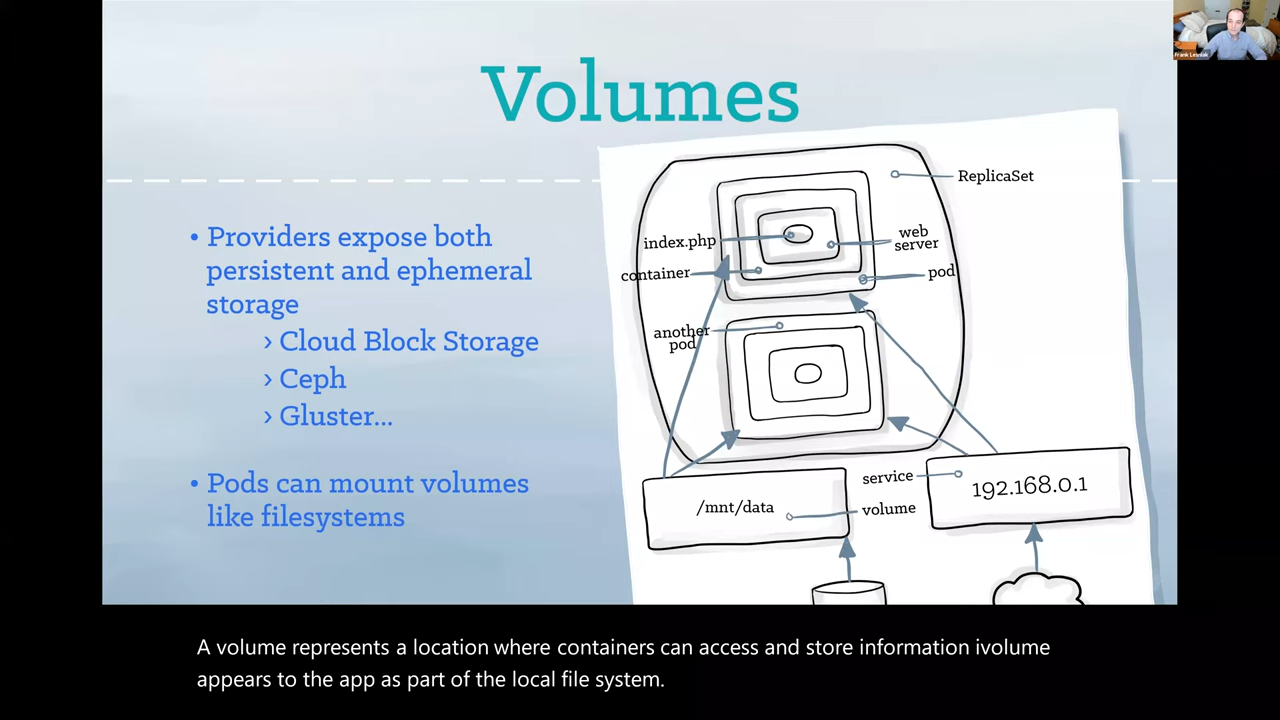 Frank Lesniak
Volumes
• Providers expose both
persistent and ephemeral
storage
› Cloud Block Storage
› Ceph
› Gluster...
• Pods can mount volumes
like filesystems
ReplicaSet
index.php
web
server
container
pod
another
pod
service
192.168.0.1
/mnt/data
volume
A volume represents a location where containers can access and store information ivolume
appears to the app as part of the local file system.